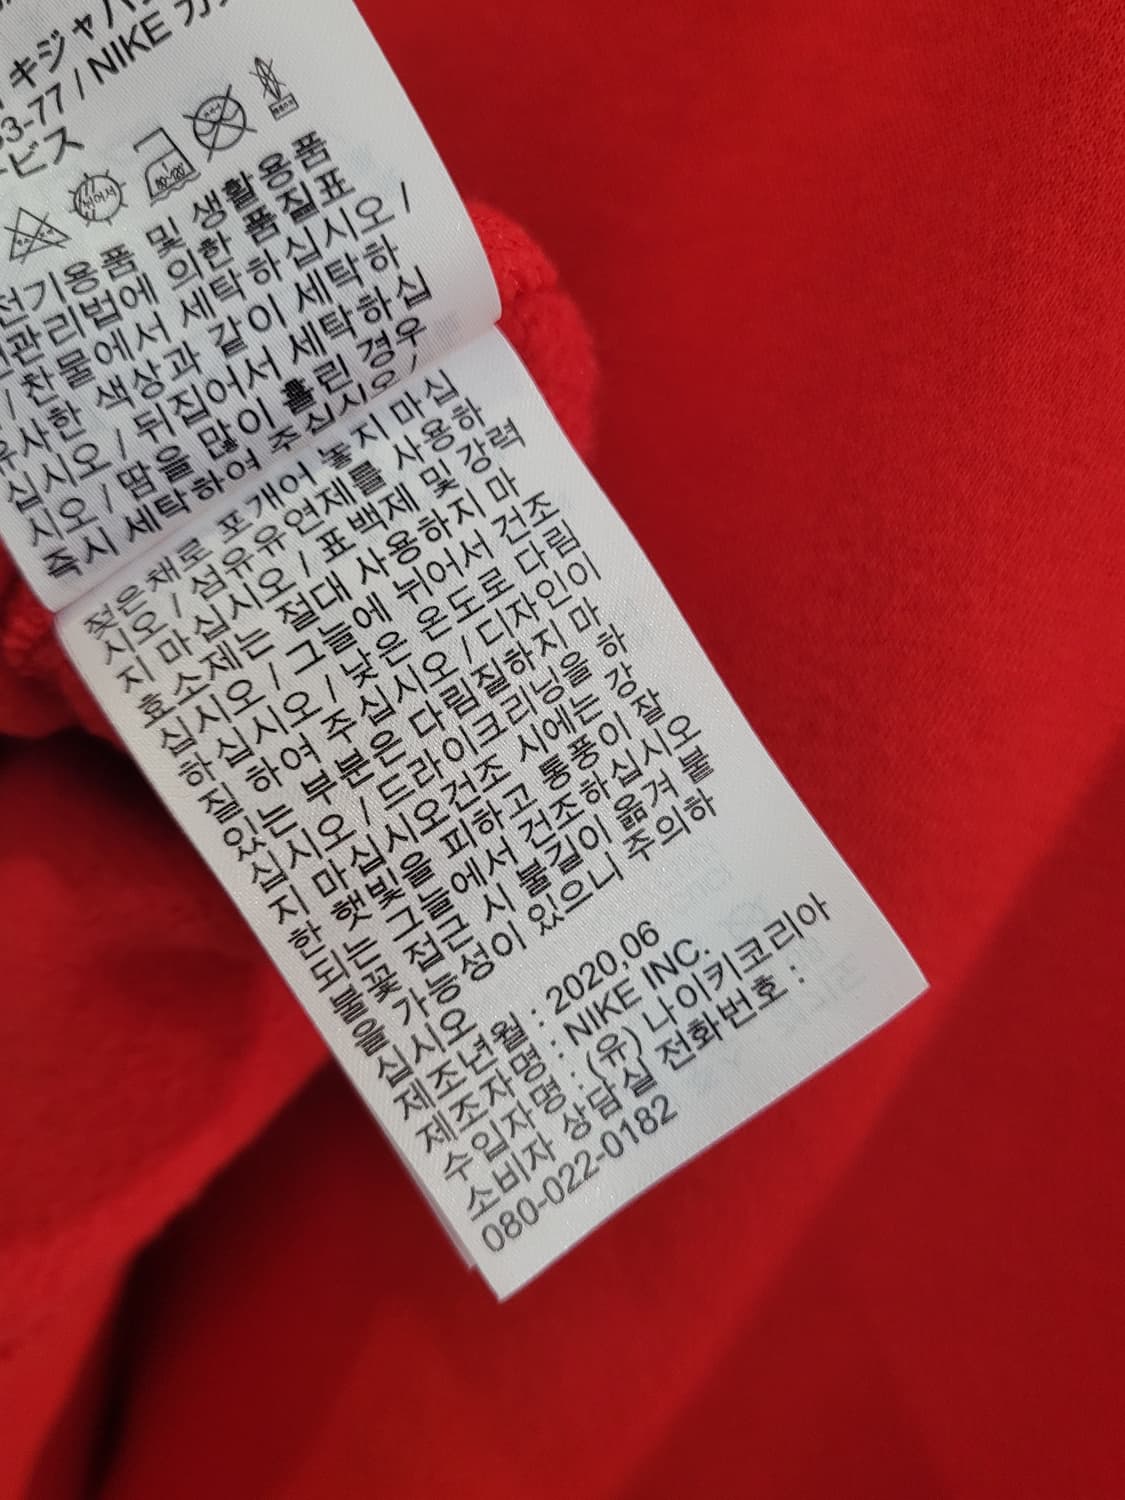 キジャパ
3-77 / NIKE カ
ービス
80~120
전기용품 및 생활용품
전관리법에 의한 품질표
/ 찬물에서 세탁하십시오 /
유사한 색상과 같이 세탁하
십시오 / 뒤집어서 세탁하십
시오 / 땀을 많이 흘린 경우
즉시 세탁하여 주십시오 /
젖은채로 포개어 놓지 마십
시오 / 섬유유연제를 사용하
지 마십시오 / 표백제 및 강력
효소제는 절대 사용하지 마
십시오 / 그늘에 뉘어서 건조
하십시오 / 낮은 온도로 다림
질하여 주십시오 / 디자인이
있는 부분은 다림질하지 마
십시오 / 드라이크리닝을 하
지 마십시오건조 시에는 강
한 햇빛을 피하고 통풍이 잘
되는 그늘에서 건조하십시오
불꽃 접근 시 불길이 옮겨 붙
을 가능성이 있으니 주의하
십시오
제조년월 : 2020.06
제조자명 : NIKE INC.
수입자명 : (유) 나이키코리아
소비자 상담실 전화번호 :
080-022-0182